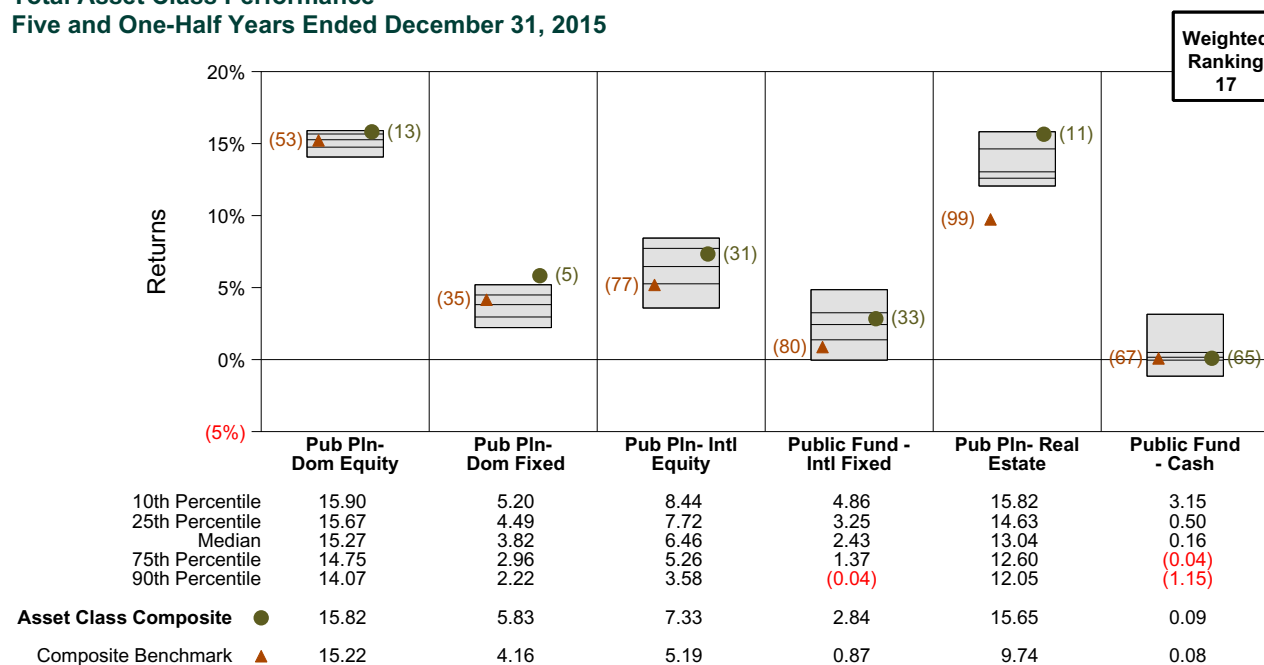 Five and One-Half Years Ended December 31, 2015
Weighted
Ranking
17
Returns
20%
15%
10%
5%
0%
(5%)
(53) (13)
(35) (5)
(77) (31)
(80) (33)
(99) (11)
(67) (65)
Pub Pln- Dom Equity
Pub Pln- Dom Fixed
Pub Pln- Intl Equity
Public Fund - Intl Fixed
Pub Pln- Real Estate
Public Fund - Cash
10th Percentile 15.90 5.20 8.44 4.86 15.82 3.15
25th Percentile 15.67 4.49 7.72 3.25 14.63 0.50
Median 15.27 3.82 6.46 2.43 13.04 0.16
75th Percentile 14.75 2.96 5.26 1.37 12.60 (0.04)
90th Percentile 14.07 2.22 3.58 (0.04) 12.05 (1.15)
Asset Class Composite 15.82 5.83 7.33 2.84 15.65 0.09
Composite Benchmark 15.22 4.16 5.19 0.87 9.74 0.08